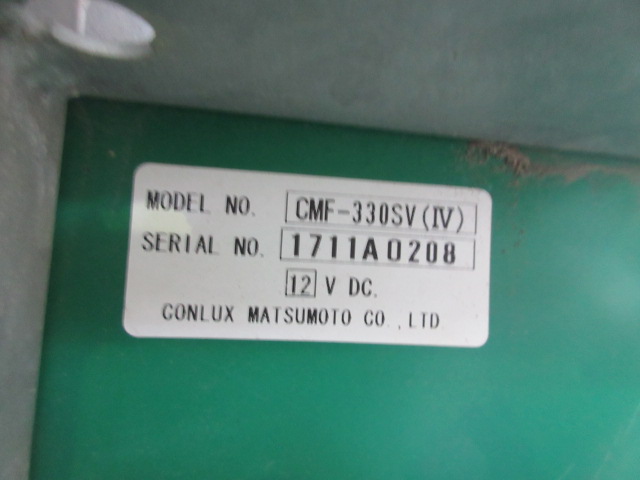 MODEL NO. CMF-330SV(Ⅳ)
SERIAL NO. 1711A0208
12 V DC.
CONLUX MATSUMOTO CO.,LTD